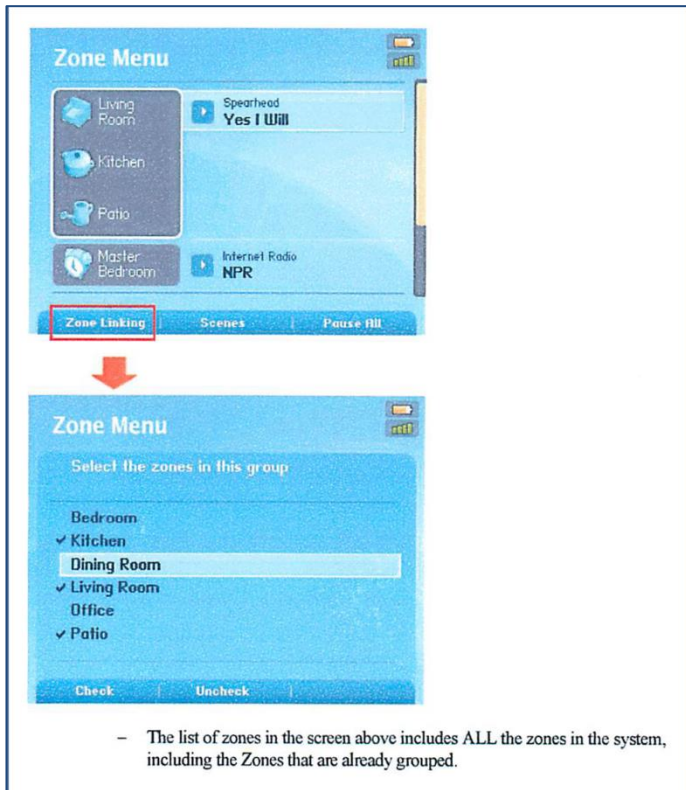 Zone Menu
Living
Room
Spearhead
Yes I Will
Kitchen
Patio
Master
Bedroom
Internet Radio
NPR
Zone Linking
Scenes
Pause All
Zone Menu
Select the zones in this group
Bedroom
✓ Kitchen
Dining Room
✓ Living Room
Office
✓ Patio
Check
Uncheck
– The list of zones in the screen above includes ALL the zones in the system,
including the Zones that are already grouped.